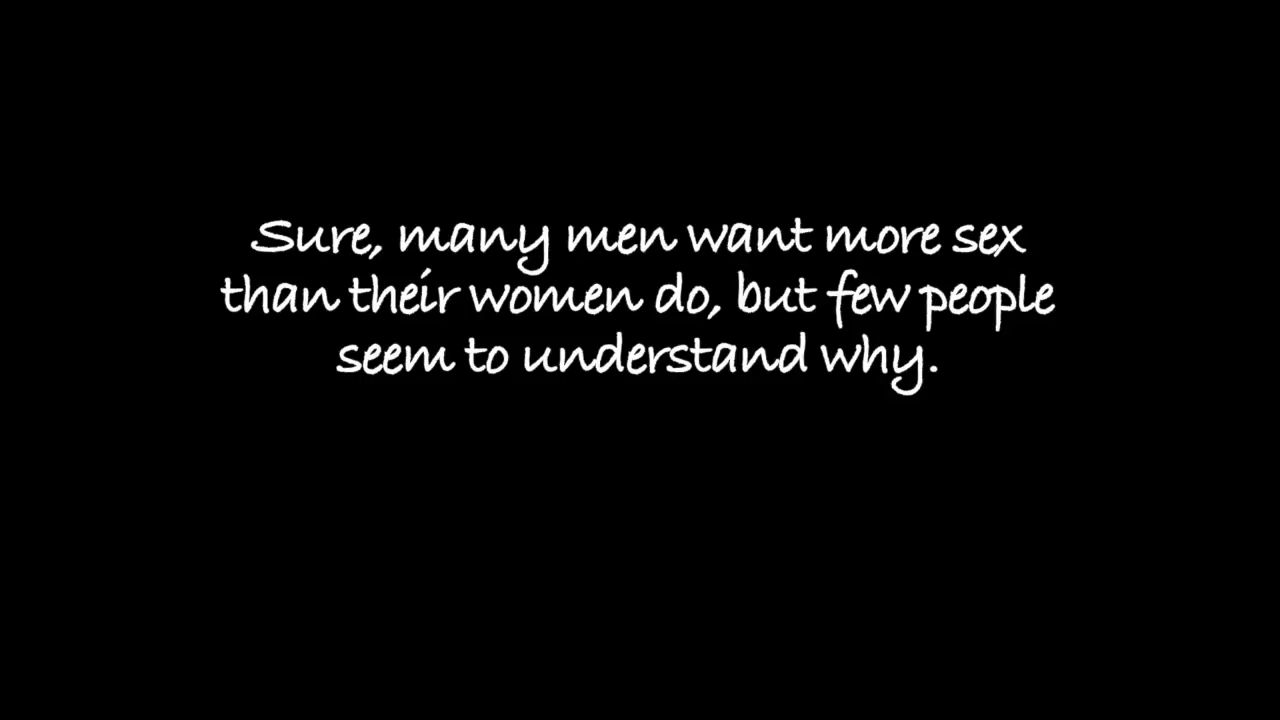 Sure, many men want more sex
than their women do, but few people
seem to understand why.